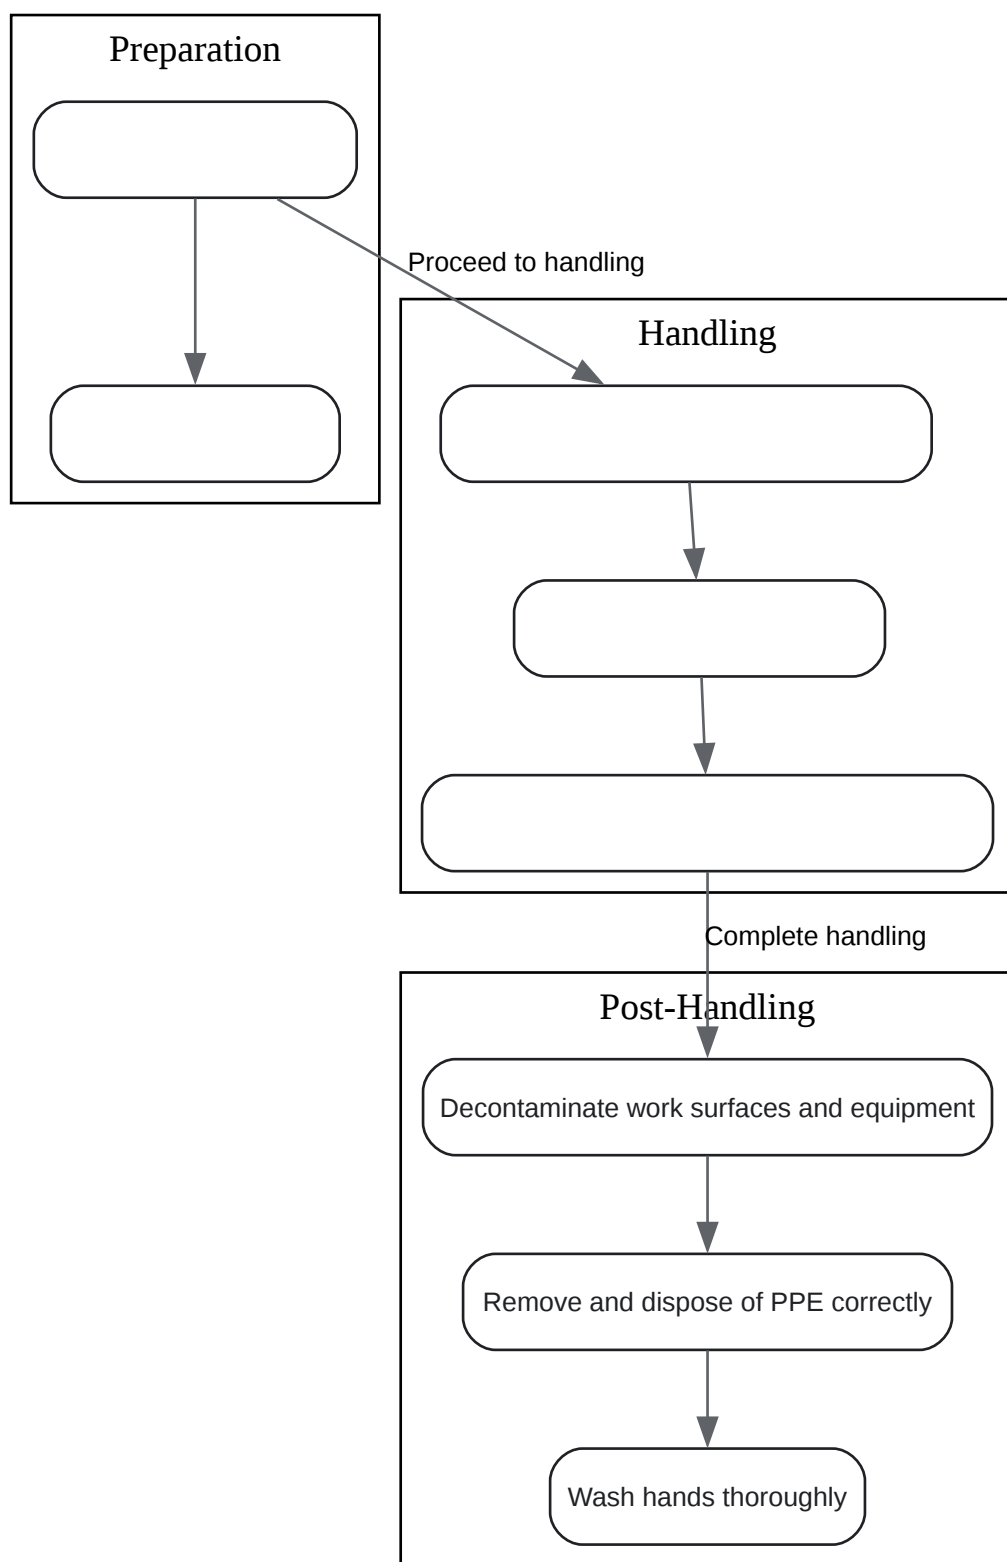 Preparation
Proceed to handling
Handling
Complete handling
Post-Handling
Decontaminate work surfaces and equipment
Remove and dispose of PPE correctly
Wash hands thoroughly